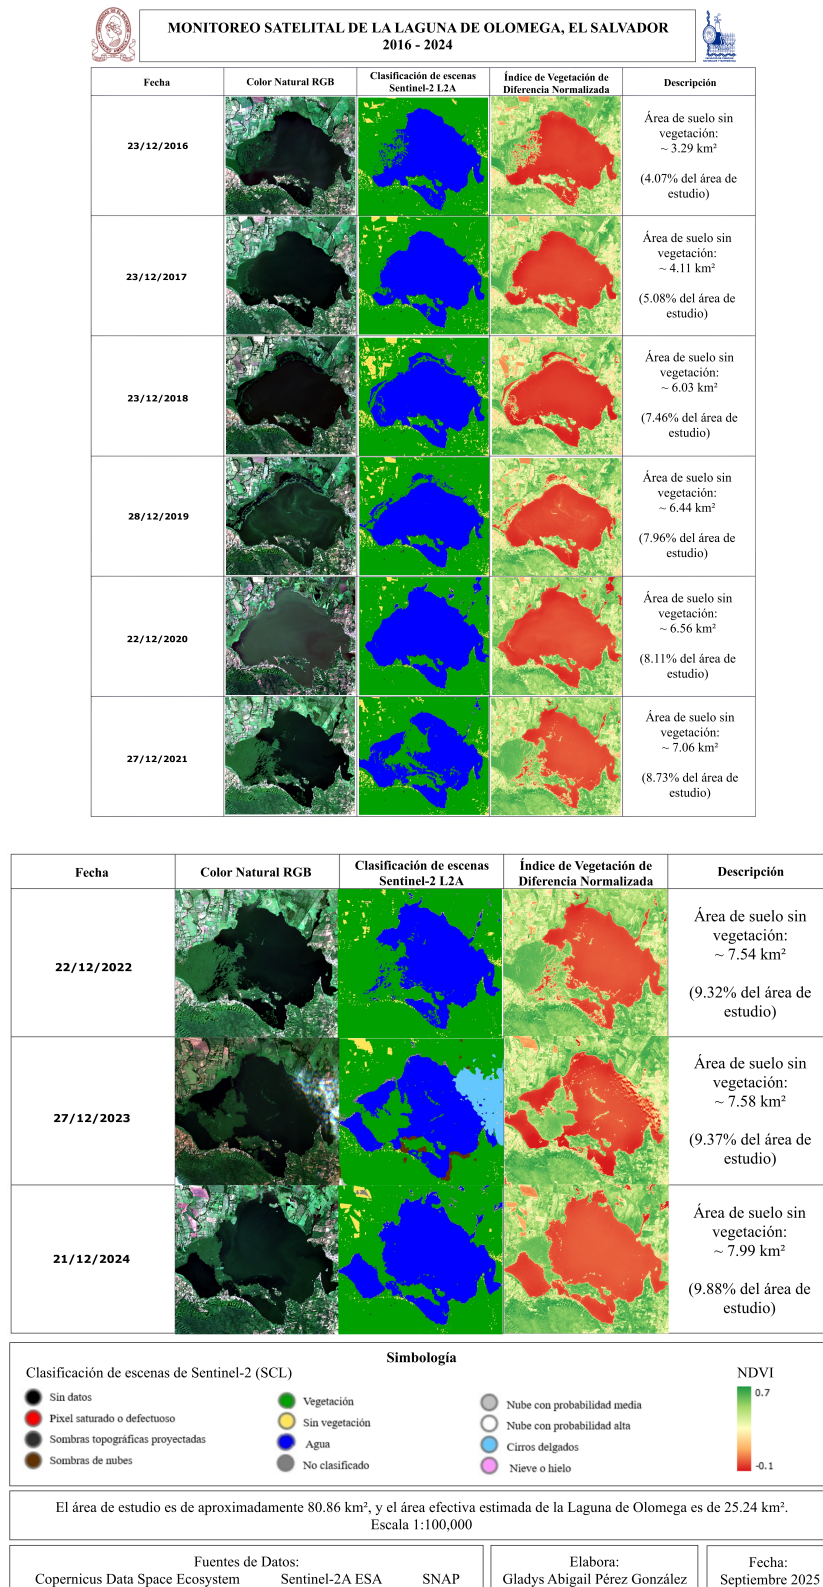 MONITOREO SATELITAL DE LA LAGUNA DE OLOMEGA, EL SALVADOR
2016 - 2024
Fecha
Color Natural RGB
Clasificación de escenas
Sentinel-2 L2A
Índice de Vegetación de
Diferencia Normalizada
Descripción
23/12/2016
Área de suelo sin
vegetación:
~ 3.29 km²
(4.07% del área de
estudio)
23/12/2017
Área de suelo sin
vegetación:
~ 4.11 km²
(5.08% del área de
estudio)
23/12/2018
Área de suelo sin
vegetación:
~ 6.03 km²
(7.46% del área de
estudio)
28/12/2019
Área de suelo sin
vegetación:
~ 6.44 km²
(7.96% del área de
estudio)
22/12/2020
Área de suelo sin
vegetación:
~ 6.56 km²
(8.11% del área de
estudio)
27/12/2021
Área de suelo sin
vegetación:
~ 7.06 km²
(8.73% del área de
estudio)
Fecha
Color Natural RGB
Clasificación de escenas
Sentinel-2 L2A
Índice de Vegetación de
Diferencia Normalizada
Descripción
22/12/2022
Área de suelo sin
vegetación:
~ 7.54 km²
(9.32% del área de
estudio)
27/12/2023
Área de suelo sin
vegetación:
~ 7.58 km²
(9.37% del área de
estudio)
21/12/2024
Área de suelo sin
vegetación:
~ 7.99 km²
(9.88% del área de
estudio)
Simbología
Clasificación de escenas de Sentinel-2 (SCL)
Sin datos
Pixel saturado o defectuoso
Sombras topográficas proyectadas
Sombras de nubes
Vegetación
Sin vegetación
Agua
No clasificado
Nube con probabilidad media
Nube con probabilidad alta
Cirros delgados
Nieve o hielo
NDVI
0.7
-0.1
El área de estudio es de aproximadamente 80.86 km², y el área efectiva estimada de la Laguna de Olomega es de 25.24 km².
Escala 1:100,000
Fuentes de Datos:
Copernicus Data Space Ecosystem Sentinel-2A ESA SNAP
Elabora:
Gladys Abigail Pérez González
Fecha:
Septiembre 2025